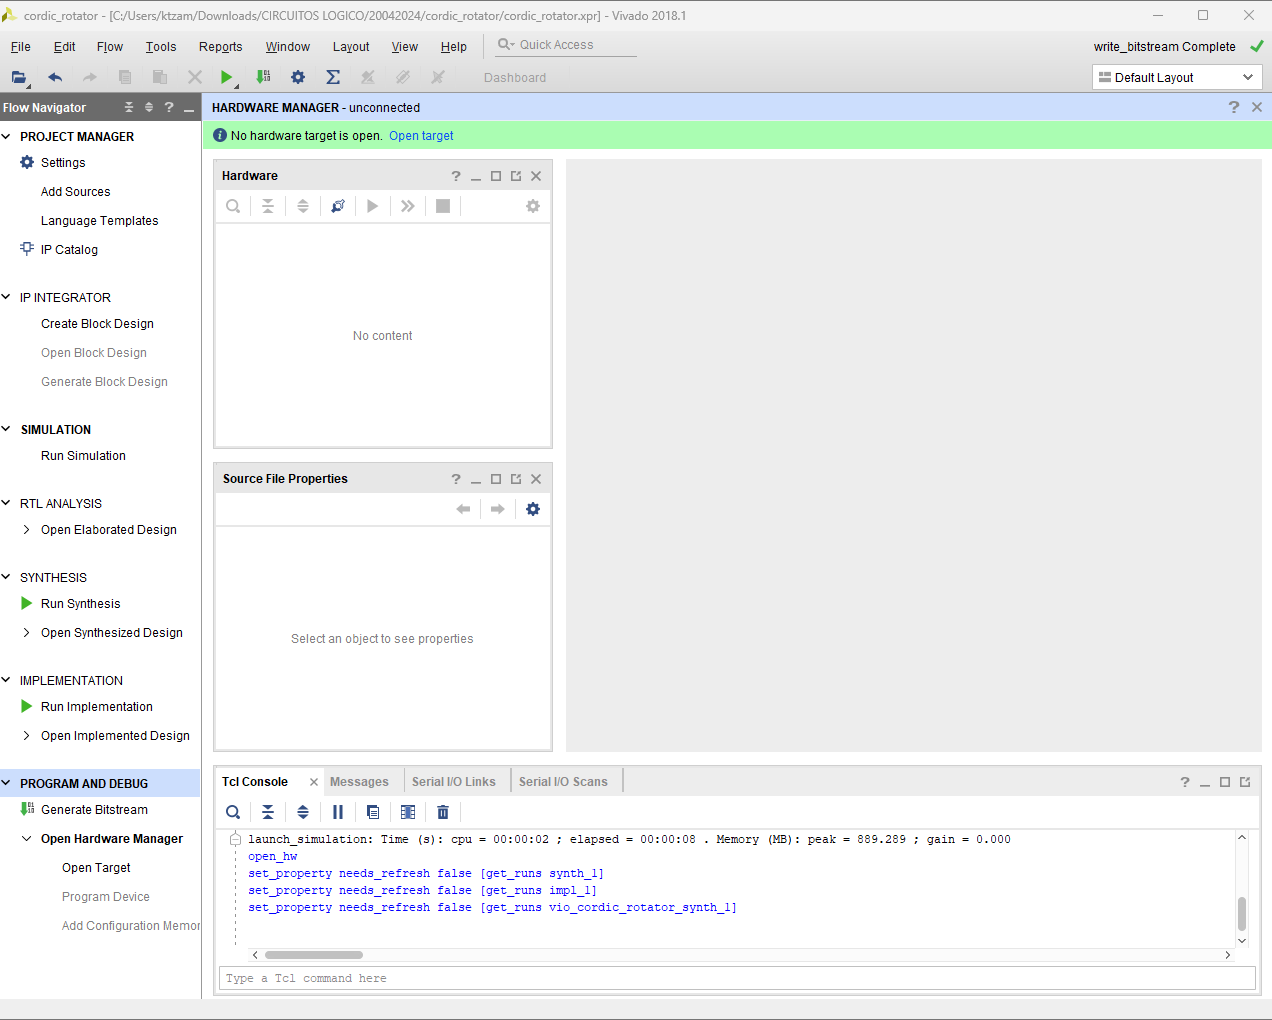 cordic_rotator - [C:/Users/ktzam/Downloads/CIRCUITOS LOGICO/20042024/cordic_rotator/cordic_rotator.xpr] - Vivado 2018.1
File Edit Flow Tools Reports Window Layout View Help Quick Access
write_bitstream Complete
Dashboard
Default Layout
Flow Navigator
HARDWARE MANAGER - unconnected
No hardware target is open. Open target
PROJECT MANAGER
Settings
Add Sources
Language Templates
IP Catalog
IP INTEGRATOR
Create Block Design
Open Block Design
Generate Block Design
SIMULATION
Run Simulation
RTL ANALYSIS
Open Elaborated Design
SYNTHESIS
Run Synthesis
Open Synthesized Design
IMPLEMENTATION
Run Implementation
Open Implemented Design
PROGRAM AND DEBUG
Generate Bitstream
Open Hardware Manager
Open Target
Program Device
Add Configuration Memor
Hardware
No content
Source File Properties
Select an object to see properties
Tcl Console Messages Serial I/O Links Serial I/O Scans
launch_simulation: Time (s): cpu = 00:00:02 ; elapsed = 00:00:08 . Memory (MB): peak = 889.289 ; gain = 0.000
open_hw
set_property needs_refresh false [get_runs synth_1]
set_property needs_refresh false [get_runs impl_1]
set_property needs_refresh false [get_runs vio_cordic_rotator_synth_1]
Type a Tcl command here